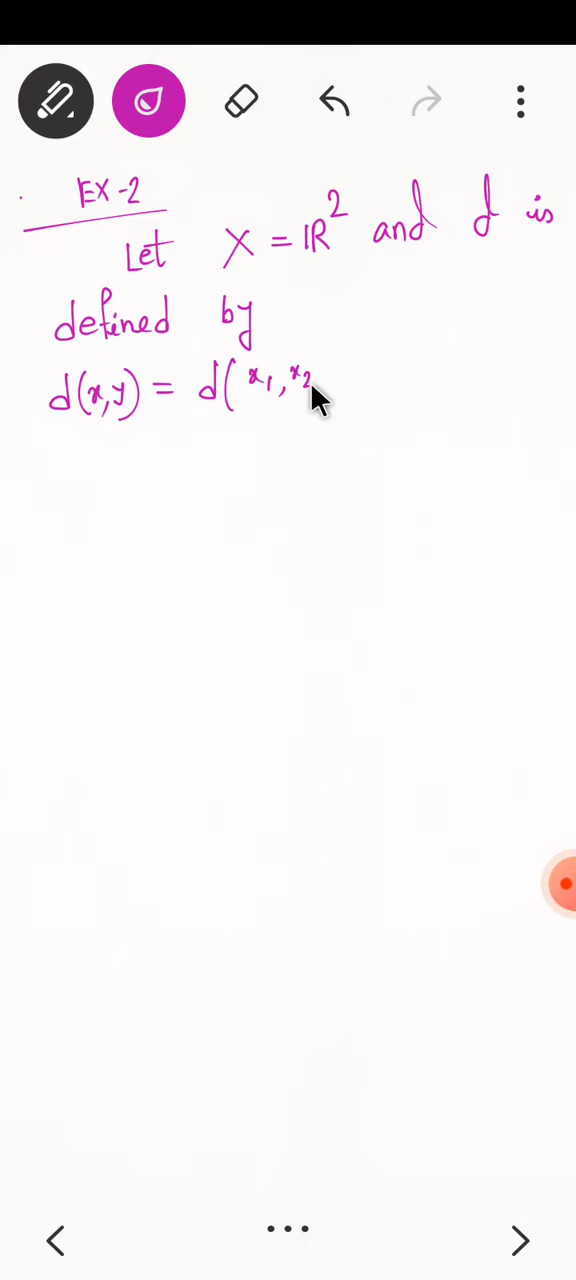 EX-2
Let X = ℝ² and d is
defined by
d(x,y) = d(x₁,x₂